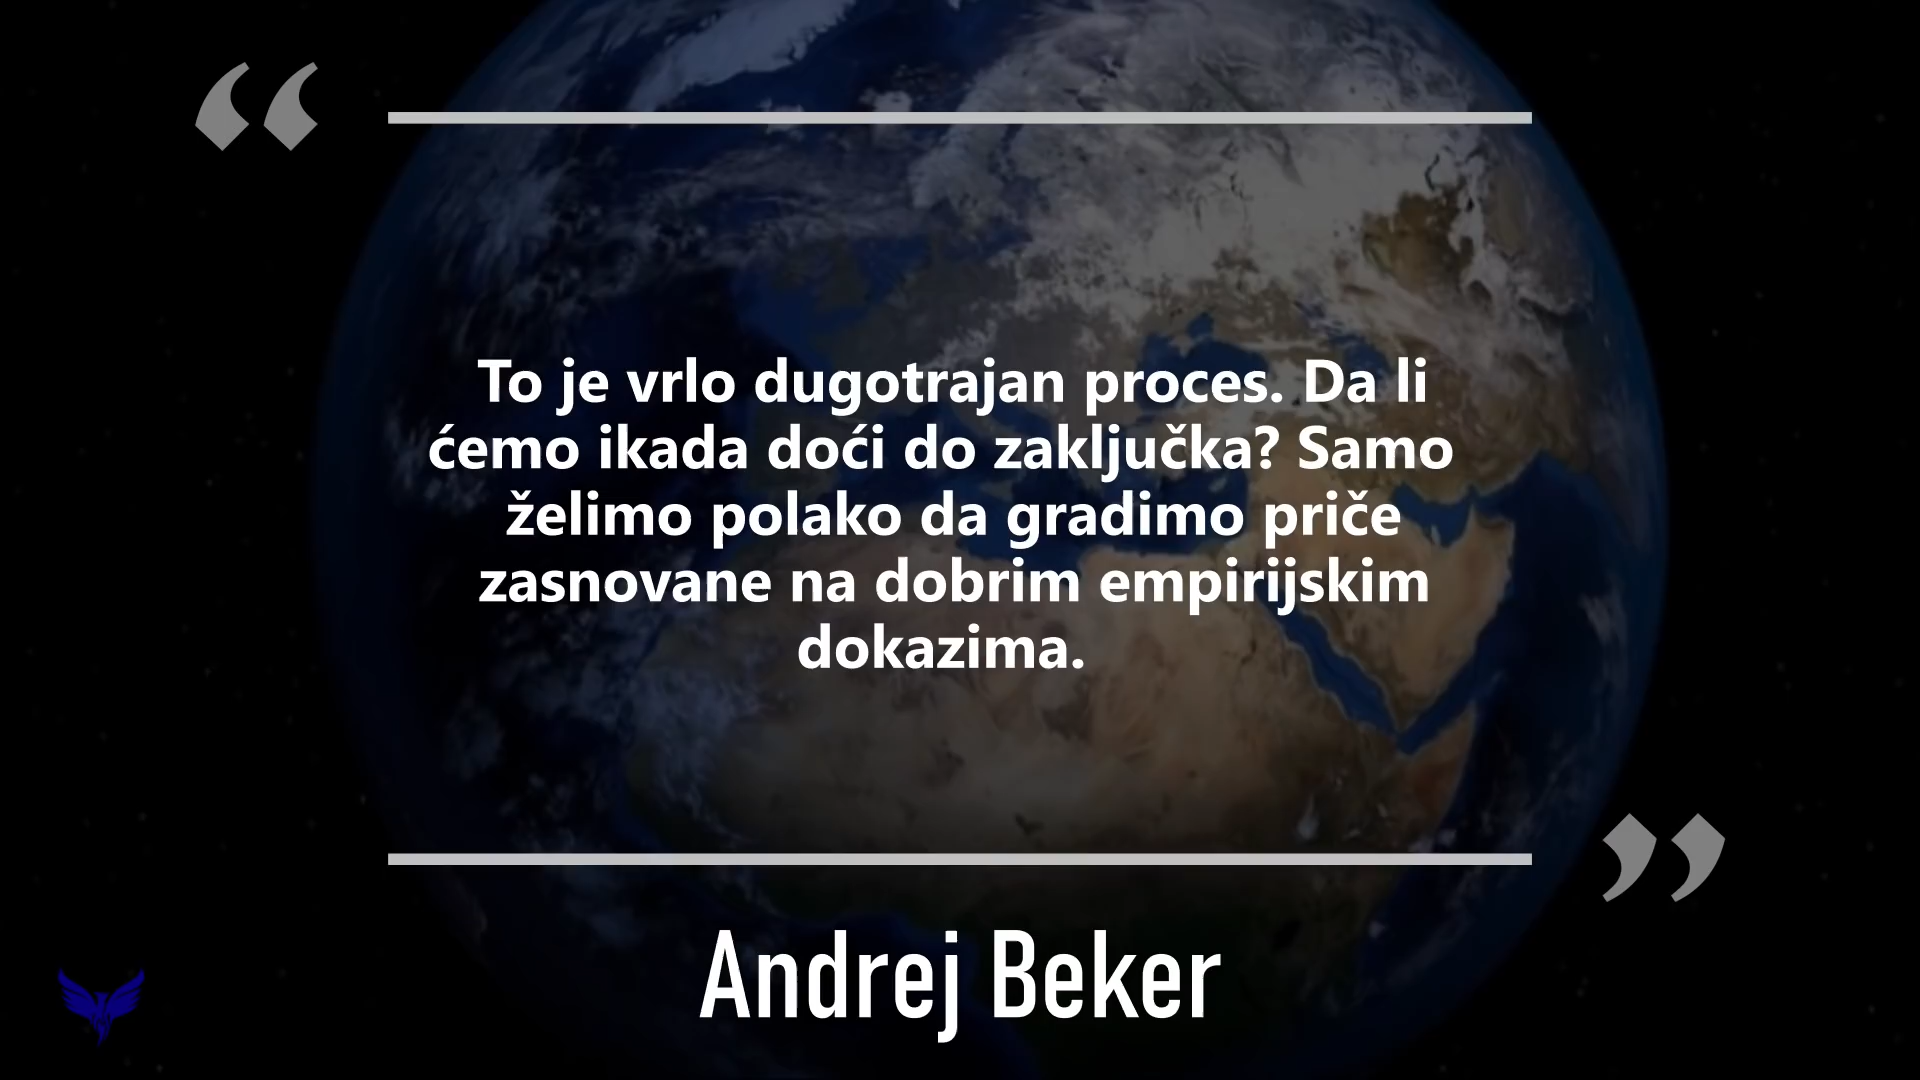 “
To je vrlo dugotrajan proces. Da li
ćemo ikada doći do zaključka? Samo
želimo polako da gradimo priče
zasnovane na dobrim empirijskim
dokazima.
”
Andrej Beker